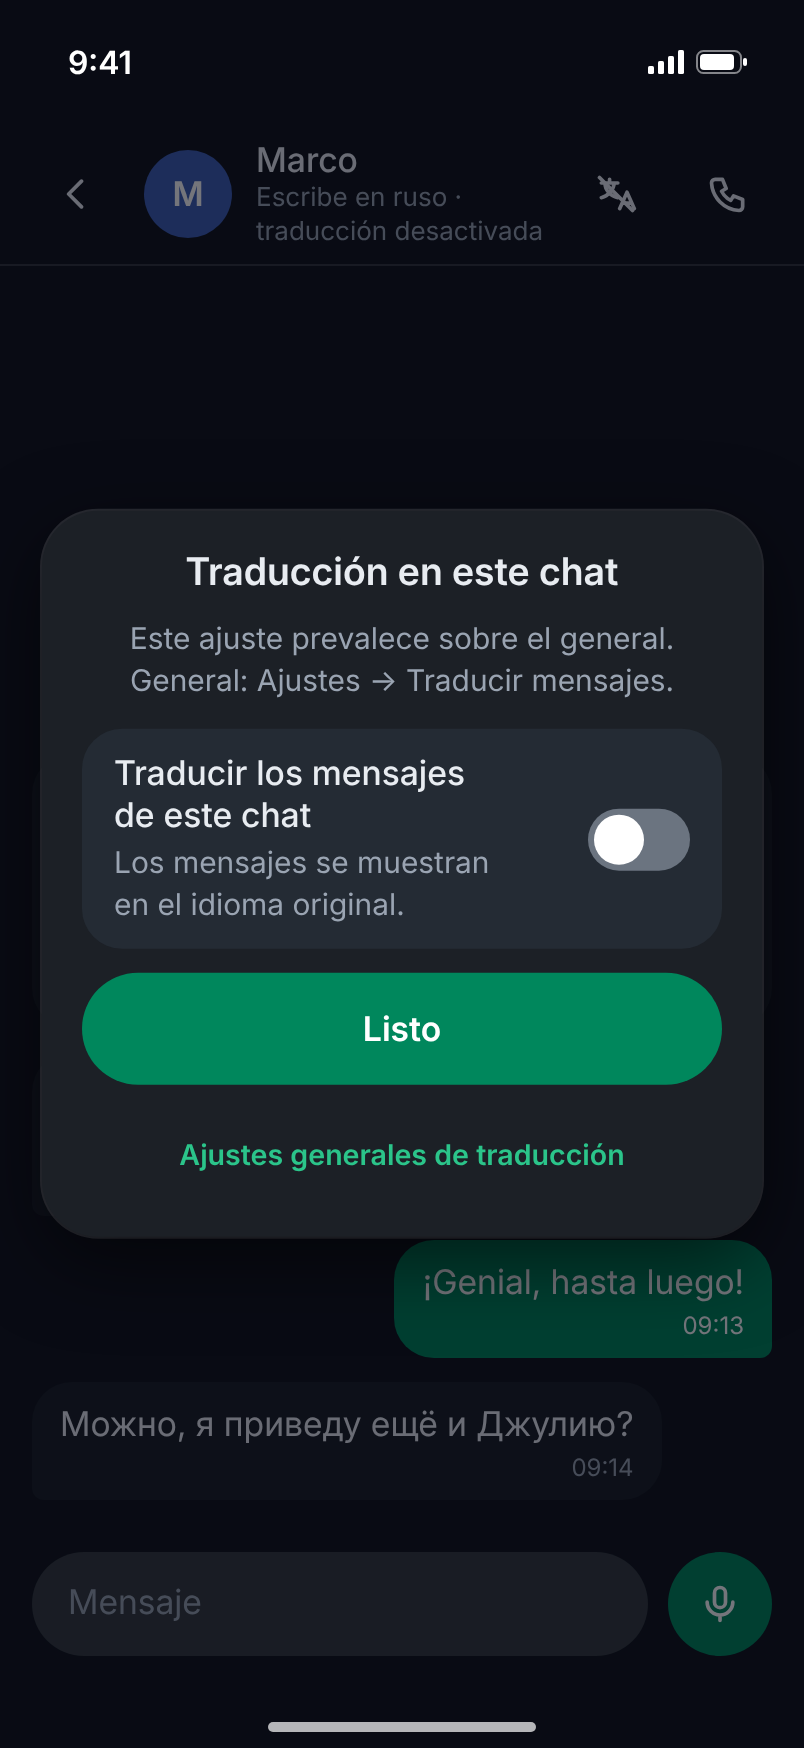 9:41
M
Marco
Escribe en ruso ·
traducción desactivada
Traducción en este chat
Este ajuste prevalece sobre el general.
General: Ajustes → Traducir mensajes.
Traducir los mensajes
de este chat
Los mensajes se muestran
en el idioma original.
Listo
Ajustes generales de traducción
¡Genial, hasta luego!
09:13
Можно, я приведу ещё и Джулию?
09:14
Mensaje